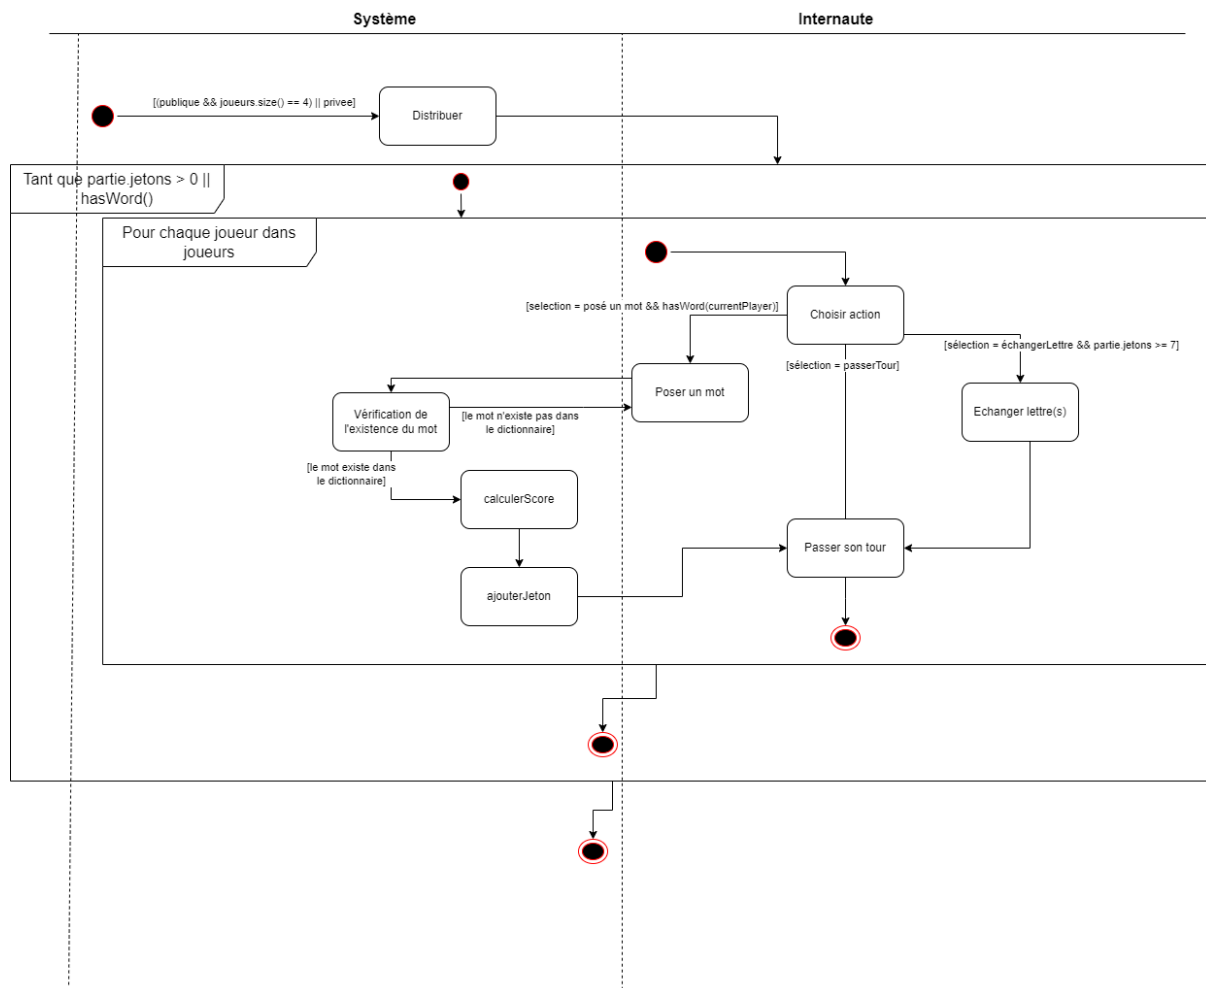 Système
Internaute
[(publique && joueurs.size() == 4) || privee]
Distribuer
Tant que partie.jetons > 0 ||
hasWord()
Pour chaque joueur dans
joueurs
[selection = posé un mot && hasWord(currentPlayer)]
Choisir action
[sélection = échangerLettre && partie.jetons >= 7]
[sélection = passerTour]
Poser un mot
Echanger lettre(s)
Vérification de
l'existence du mot
[le mot n'existe pas dans
le dictionnaire]
[le mot existe dans
le dictionnaire]
calculerScore
Passer son tour
ajouterJeton